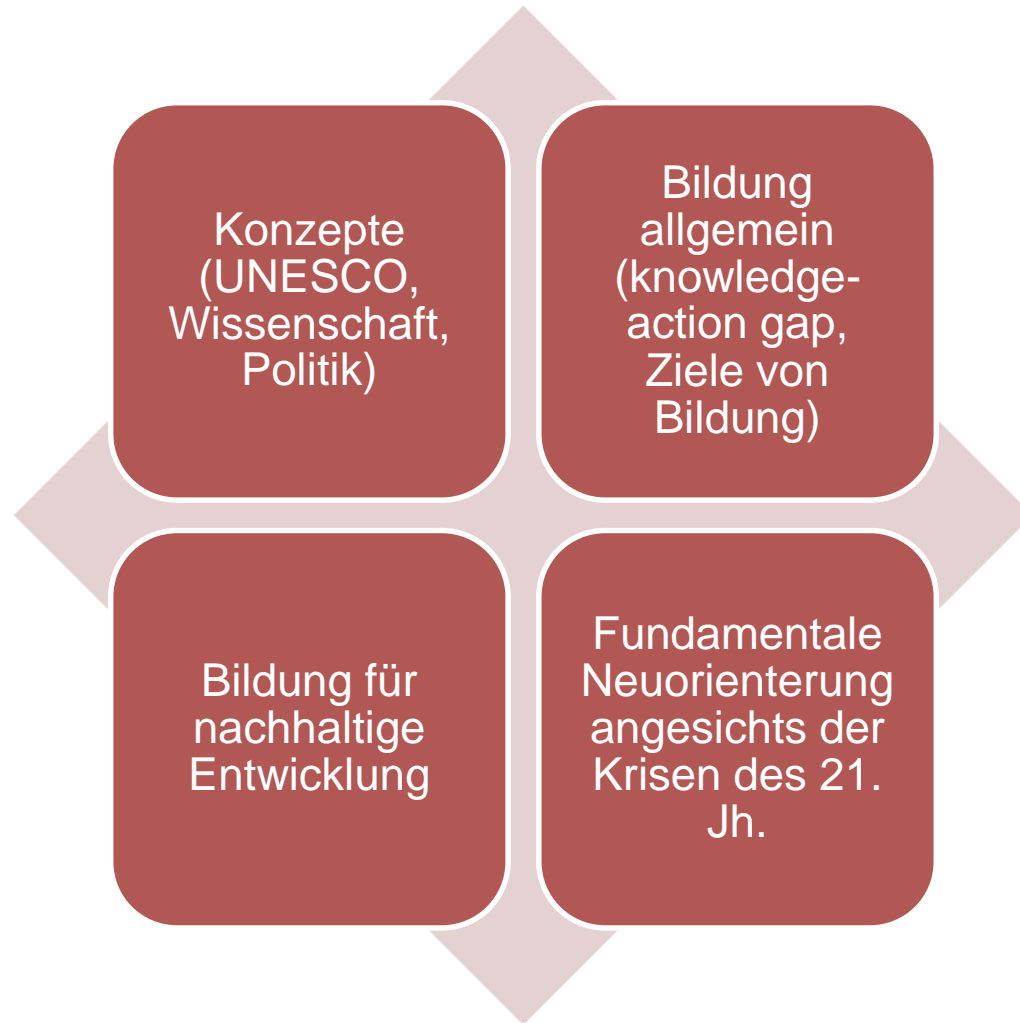 Konzepte
(UNESCO,
Wissenschaft,
Politik)
Bildung
allgemein
(knowledge-
action gap,
Ziele von
Bildung)
Bildung für
nachhaltige
Entwicklung
Fundamentale
Neuorienterung
angesichts der
Krisen des 21.
Jh.